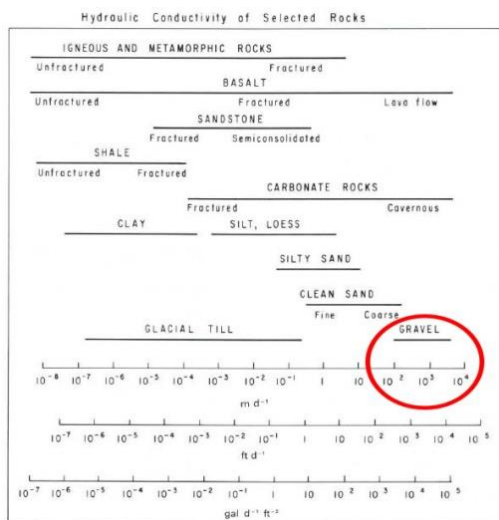 Hydraulic Conductivity of Selected Rocks
IGNEOUS AND METAMORPHIC ROCKS
Unfractured Fractured
BASALT
Unfractured Fractured Lava flow
SANDSTONE
Fractured Semiconsolidated
SHALE
Unfractured Fractured
CARBONATE ROCKS
Fractured Cavernous
CLAY SILT, LOESS
SILTY SAND
CLEAN SAND
Fine Coarse
GLACIAL TILL GRAVEL
10⁻⁸ 10⁻⁷ 10⁻⁶ 10⁻⁵ 10⁻⁴ 10⁻³ 10⁻² 10⁻¹ 1 10 10² 10³ 10⁴
m d⁻¹
10⁻⁷ 10⁻⁶ 10⁻⁵ 10⁻⁴ 10⁻³ 10⁻² 10⁻¹ 1 10 10² 10³ 10⁴ 10⁵
ft d⁻¹
10⁻⁷ 10⁻⁶ 10⁻⁵ 10⁻⁴ 10⁻³ 10⁻² 10⁻¹ 1 10 10² 10³ 10⁴ 10⁵
gal d⁻¹ ft⁻²